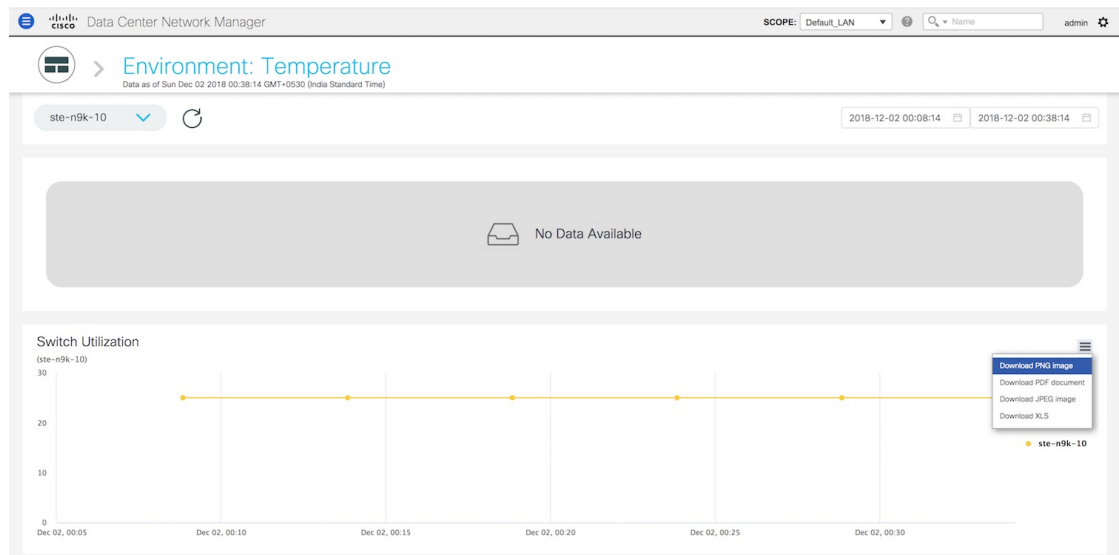 CISCO Data Center Network Manager SCOPE: Default_LAN Name admin
Environment: Temperature
Data as of Sun Dec 02 2018 00:38:14 GMT+0530 (India Standard Time)
ste-n9k-10 2018-12-02 00:08:14 2018-12-02 00:38:14
No Data Available
Switch Utilization
(ste-n9k-10)
Download PNG image
Download PDF document
Download JPEG image
Download XLS
ste-n9k-10
30
20
10
0
Dec 02, 00:05 Dec 02, 00:10 Dec 02, 00:15 Dec 02, 00:20 Dec 02, 00:25 Dec 02, 00:30